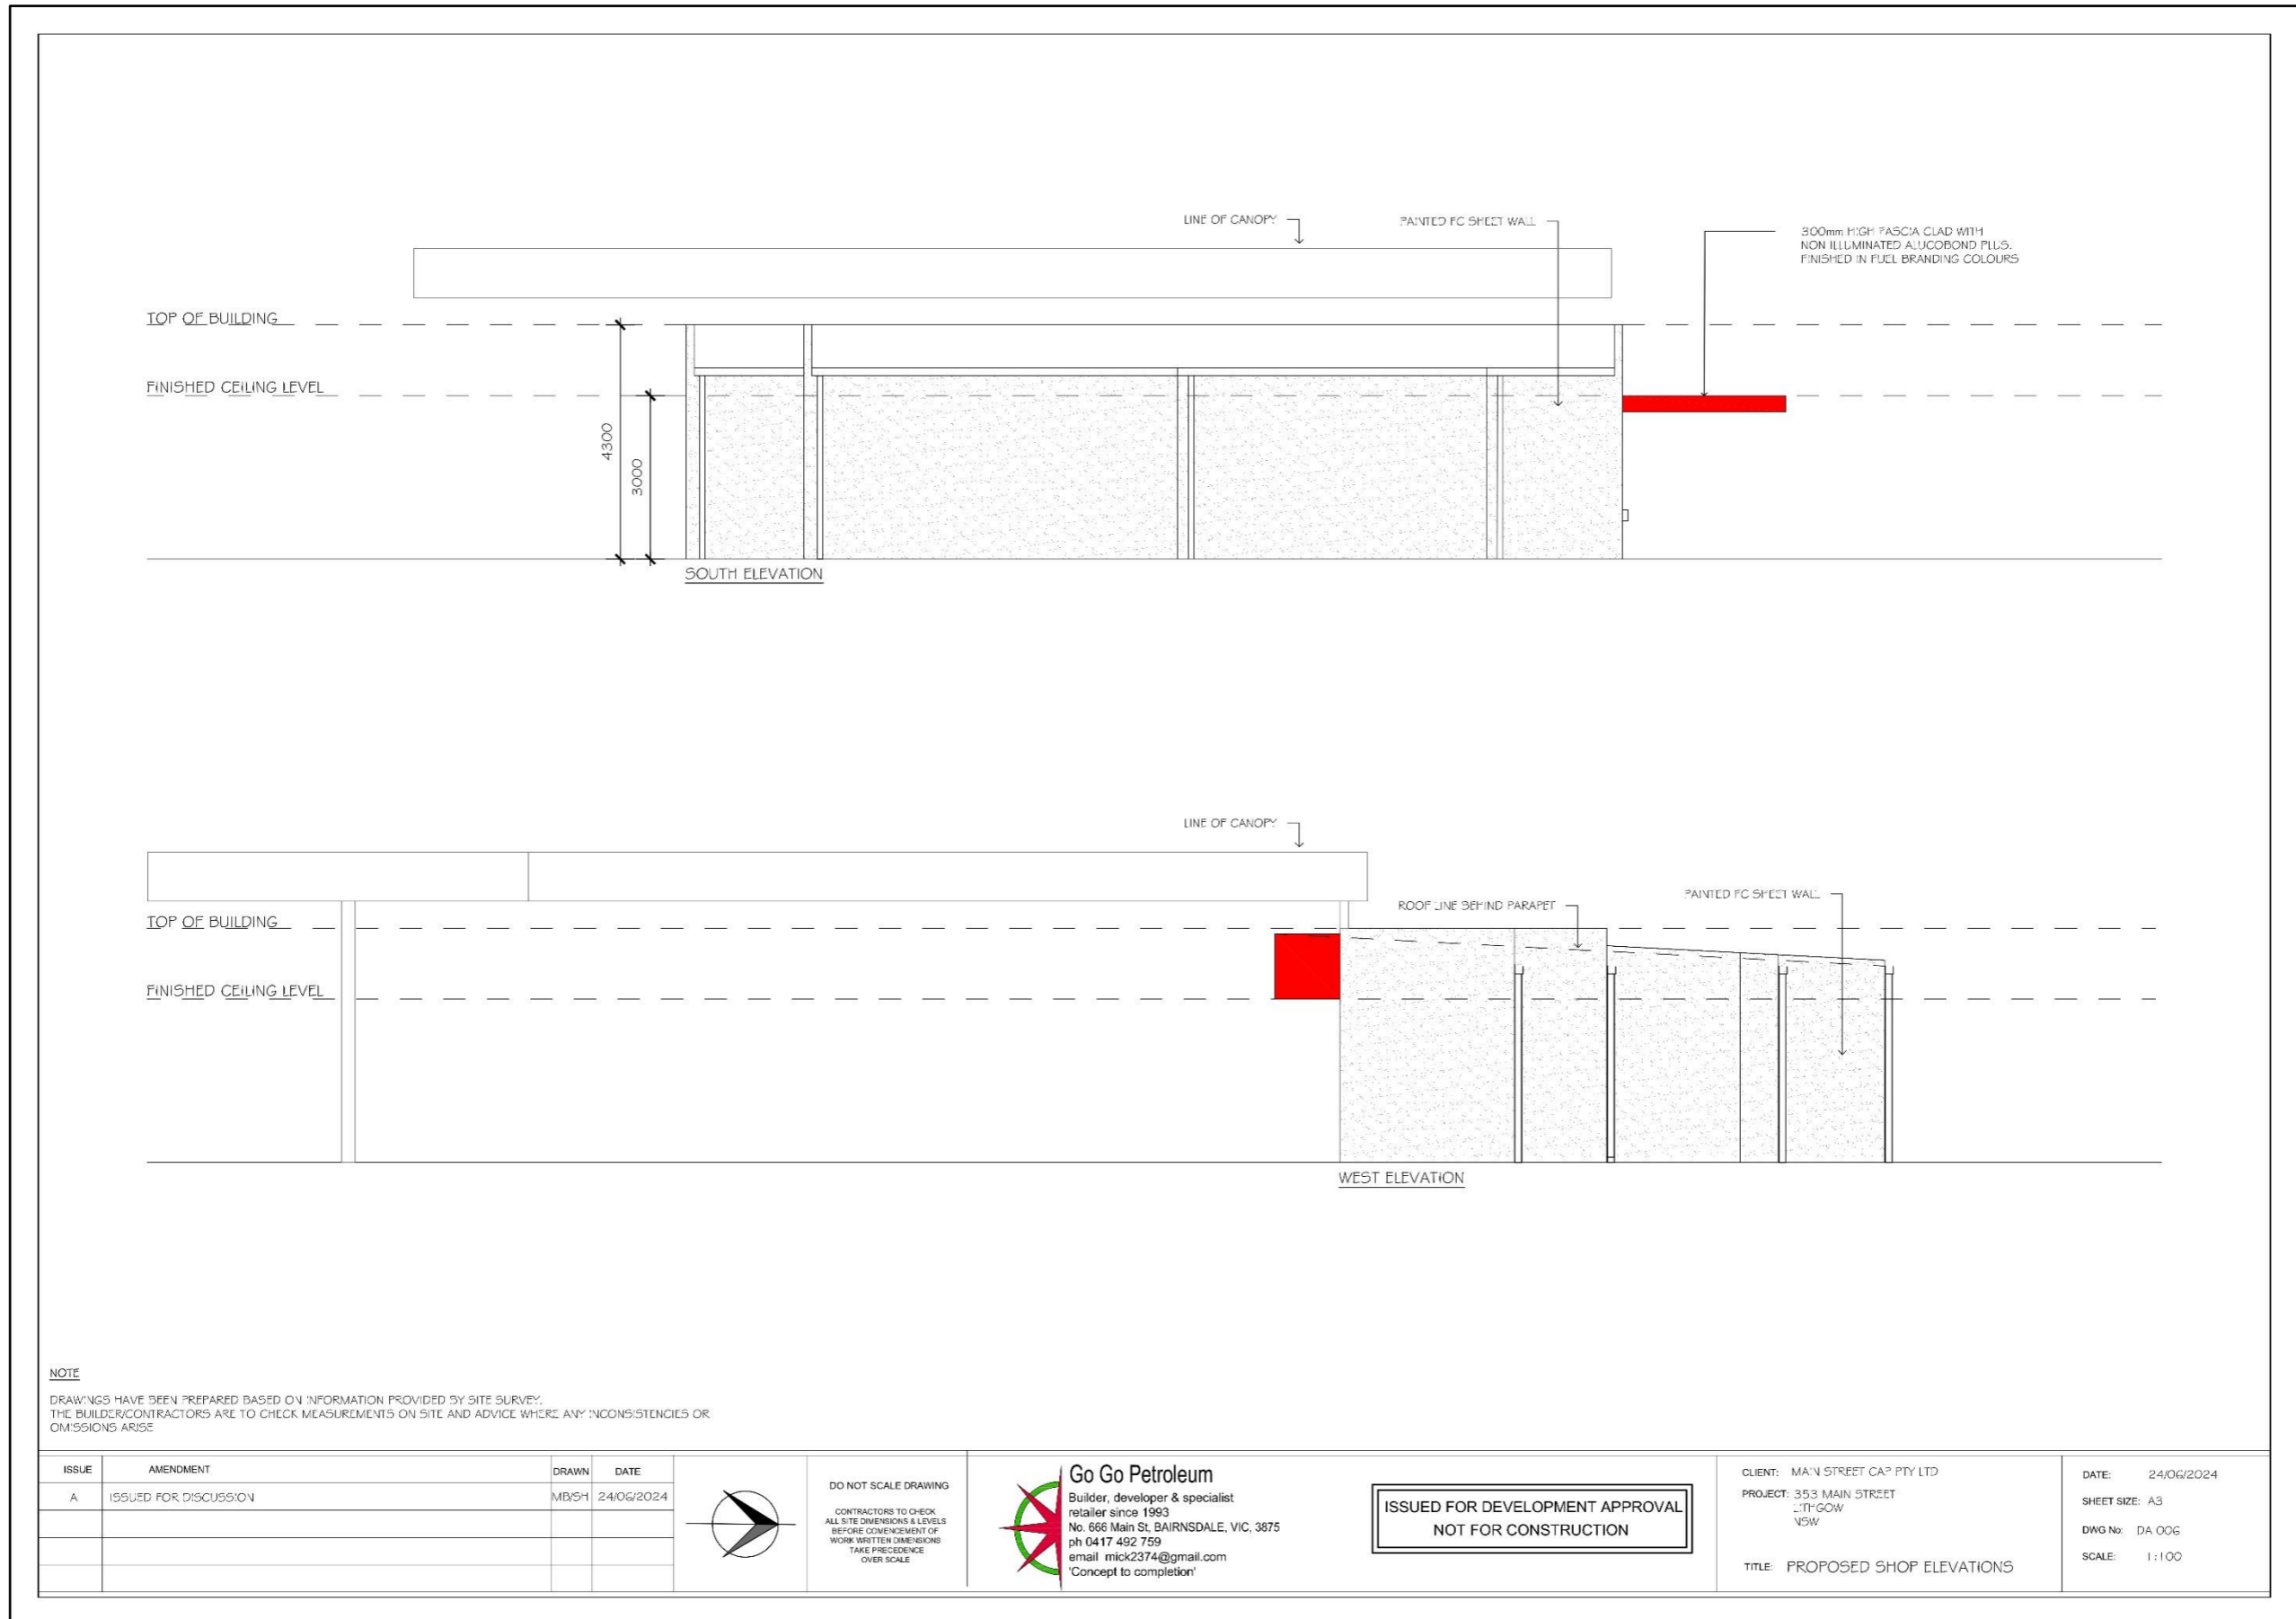 LINE OF CANOPY
PAINTED FC SHEET WALL
300mm HIGH FASCIA CLAD WITH
NON ILLUMINATED ALUCOBOND PLUS.
FINISHED IN FUEL BRANDING COLOURS
TOP OF BUILDING
FINISHED CEILING LEVEL
4300
3000
SOUTH ELEVATION
LINE OF CANOPY
PAINTED FC SHEET WALL
ROOF LINE BEHIND PARAPET
TOP OF BUILDING
FINISHED CEILING LEVEL
WEST ELEVATION
NOTE
DRAWINGS HAVE BEEN PREPARED BASED ON INFORMATION PROVIDED BY SITE SURVEY.
THE BUILDER/CONTRACTORS ARE TO CHECK MEASUREMENTS ON SITE AND ADVICE WHERE ANY INCONSISTENCIES OR
OMISSIONS ARISE
ISSUE AMENDMENT DRAWN DATE
A ISSUED FOR DISCUSSION MB/SH 24/06/2024
DO NOT SCALE DRAWING
CONTRACTORS TO CHECK
ALL SITE DIMENSIONS & LEVELS
BEFORE COMENCEMENT OF
WORK WRITTEN DIMENSIONS
TAKE PRECEDENCE
OVER SCALE
Go Go Petroleum
Builder, developer & specialist
retailer since 1993
No. 666 Main St, BAIRNSDALE, VIC, 3875
ph 0417 492 759
email mick2374@gmail.com
'Concept to completion'
ISSUED FOR DEVELOPMENT APPROVAL
NOT FOR CONSTRUCTION
CLIENT: MAIN STREET CAP PTY LTD
PROJECT: 353 MAIN STREET
LITHGOW
NSW
TITLE: PROPOSED SHOP ELEVATIONS
DATE: 24/06/2024
SHEET SIZE: A3
DWG No: DA 006
SCALE: 1:100